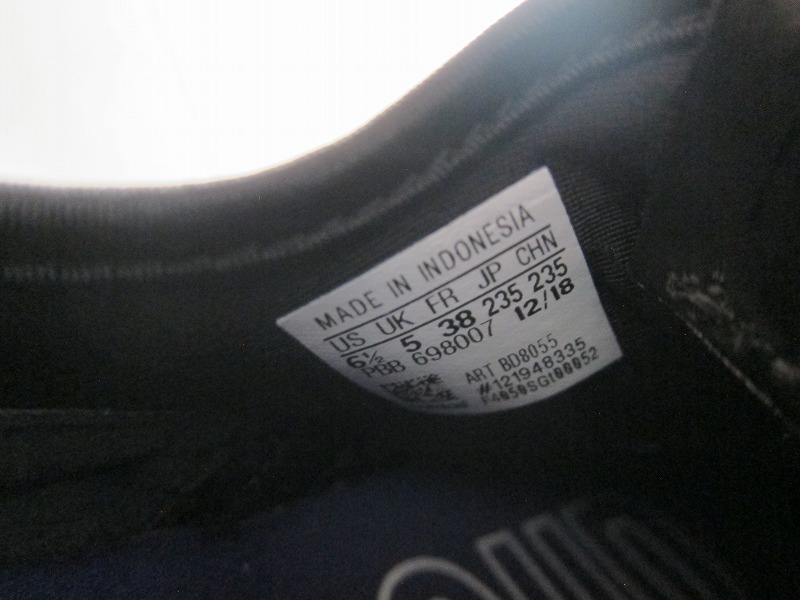 MADE IN INDONESIA
US UK FR JP CHN
6½ 5 38 235 235
PBB 698007 12/18
ART BD8055
#121948335